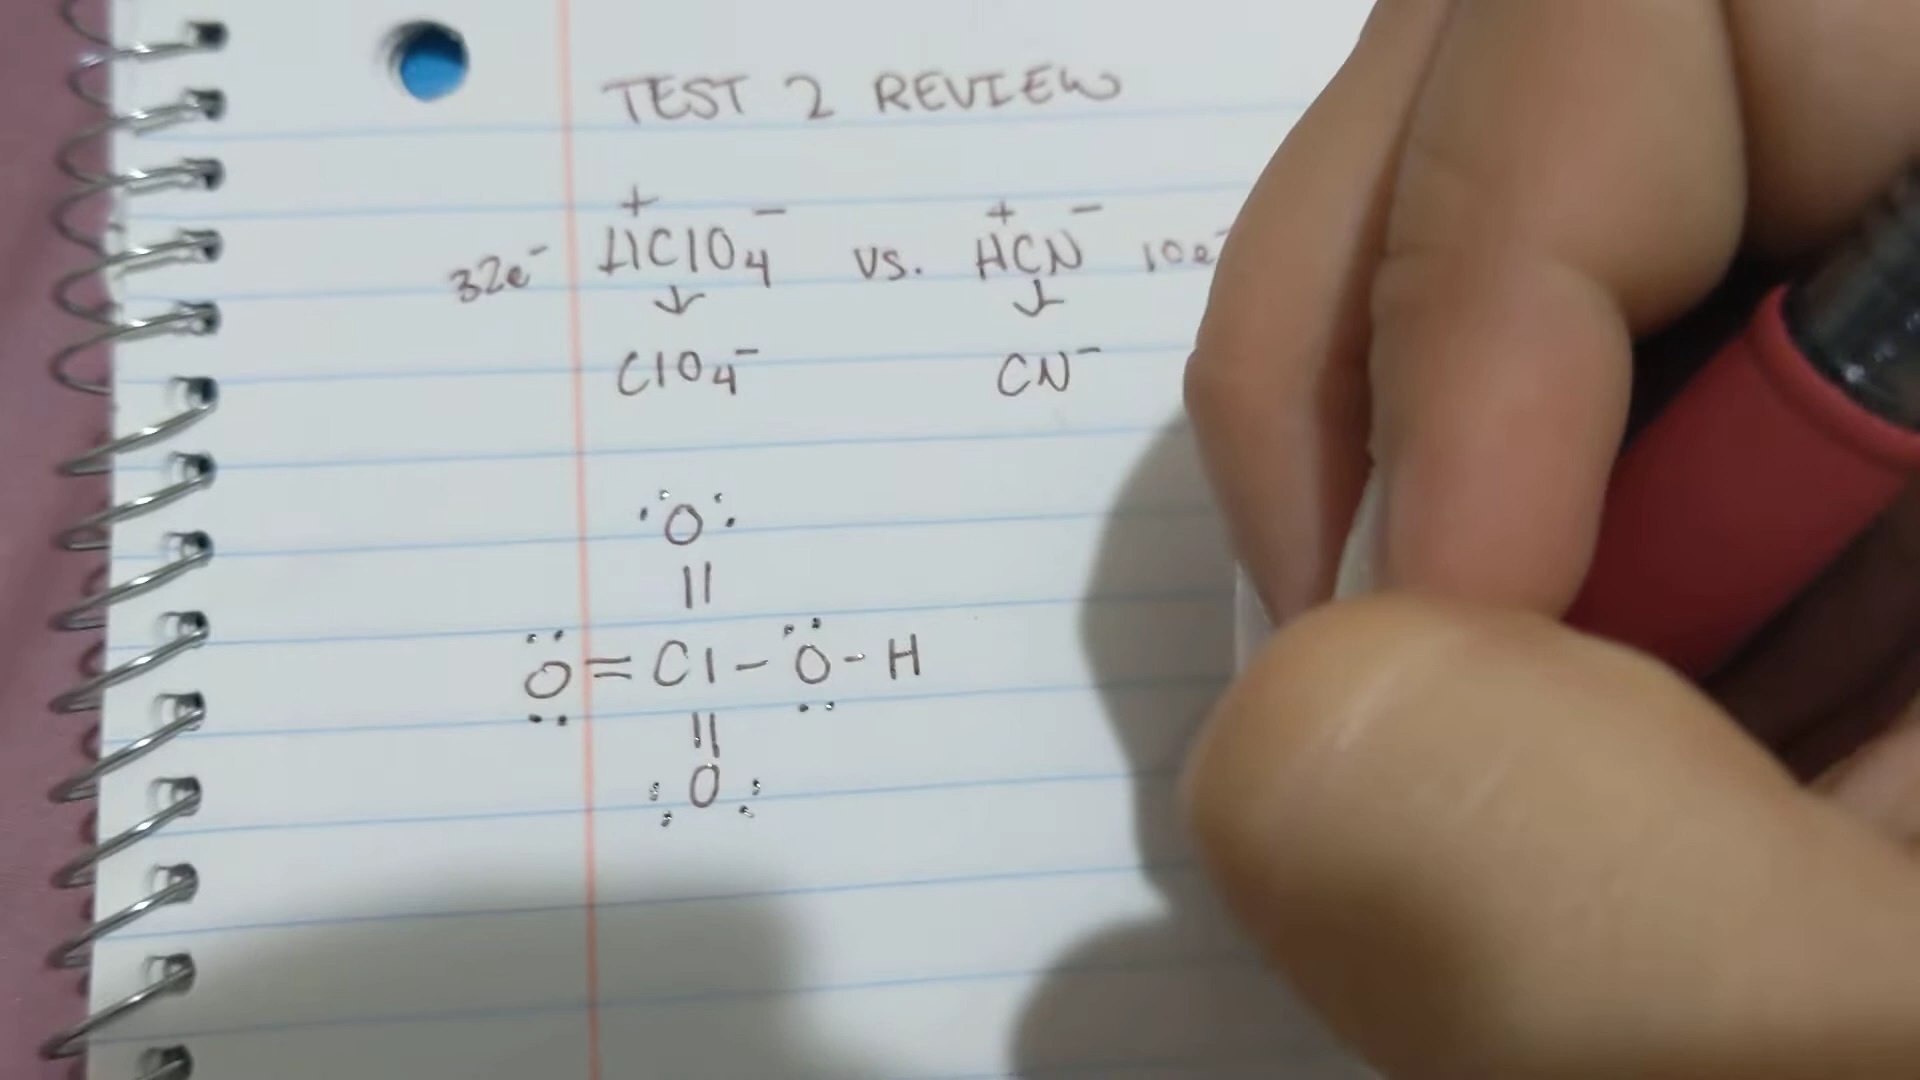 TEST 2 REVIEW
+ − + −
32e⁻ HClO₄ vs. HCN 10e⁻
↓ ↓
ClO₄⁻ CN⁻
O
||
O = Cl - O - H
||
O